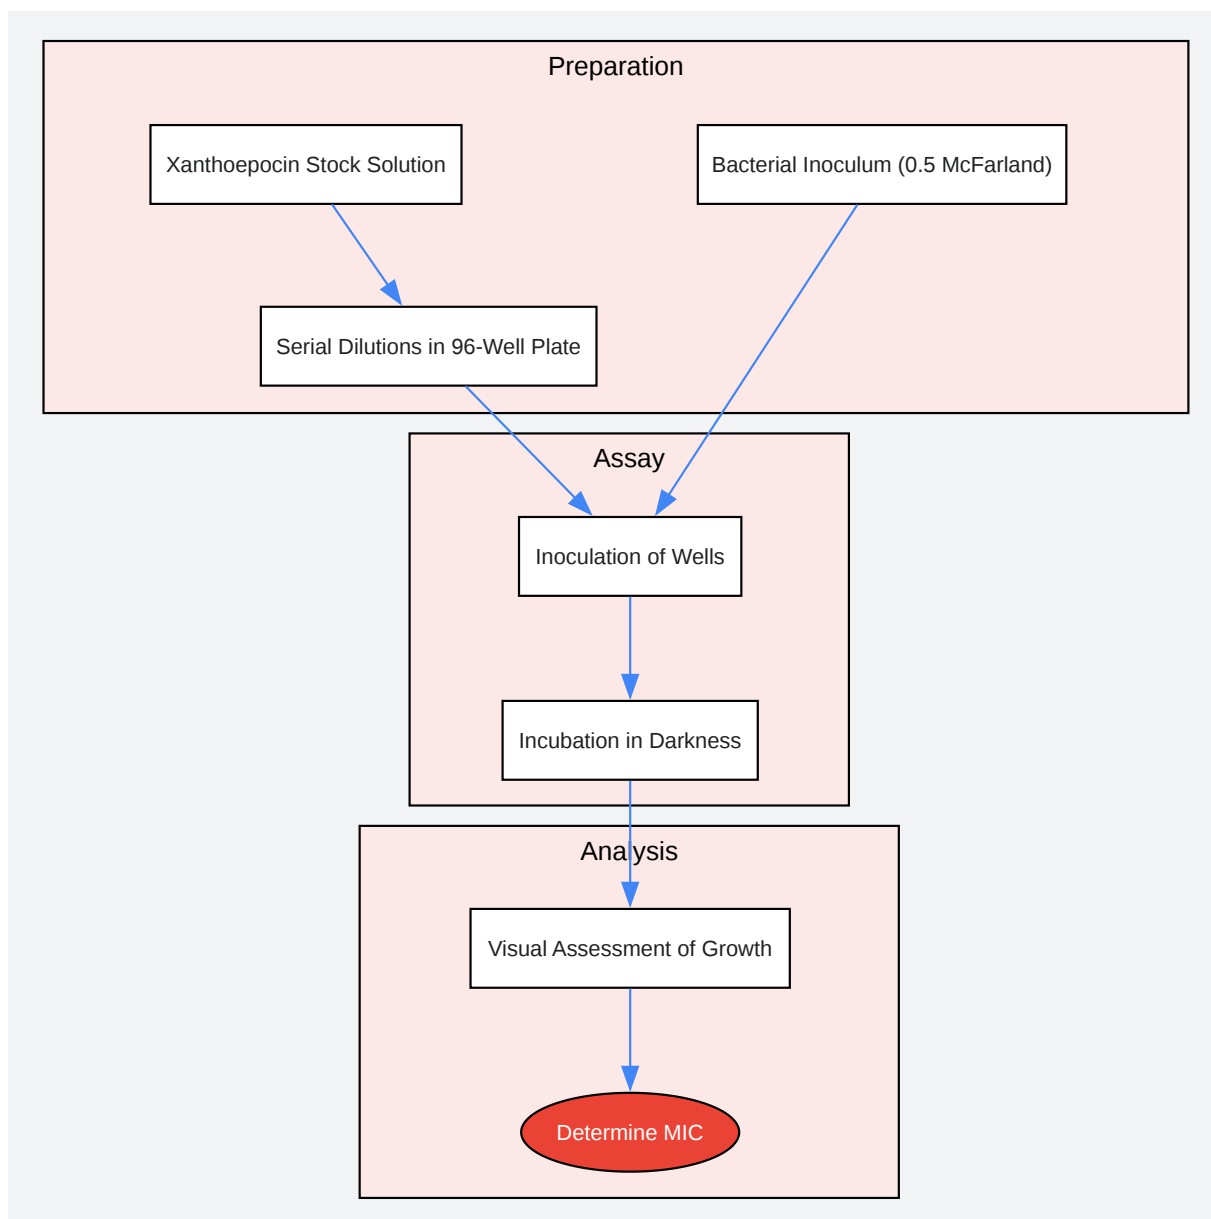 Preparation
Xanthoepocin Stock Solution
Bacterial Inoculum (0.5 McFarland)
Serial Dilutions in 96-Well Plate
Assay
Inoculation of Wells
Incubation in Darkness
Analysis
Visual Assessment of Growth
Determine MIC